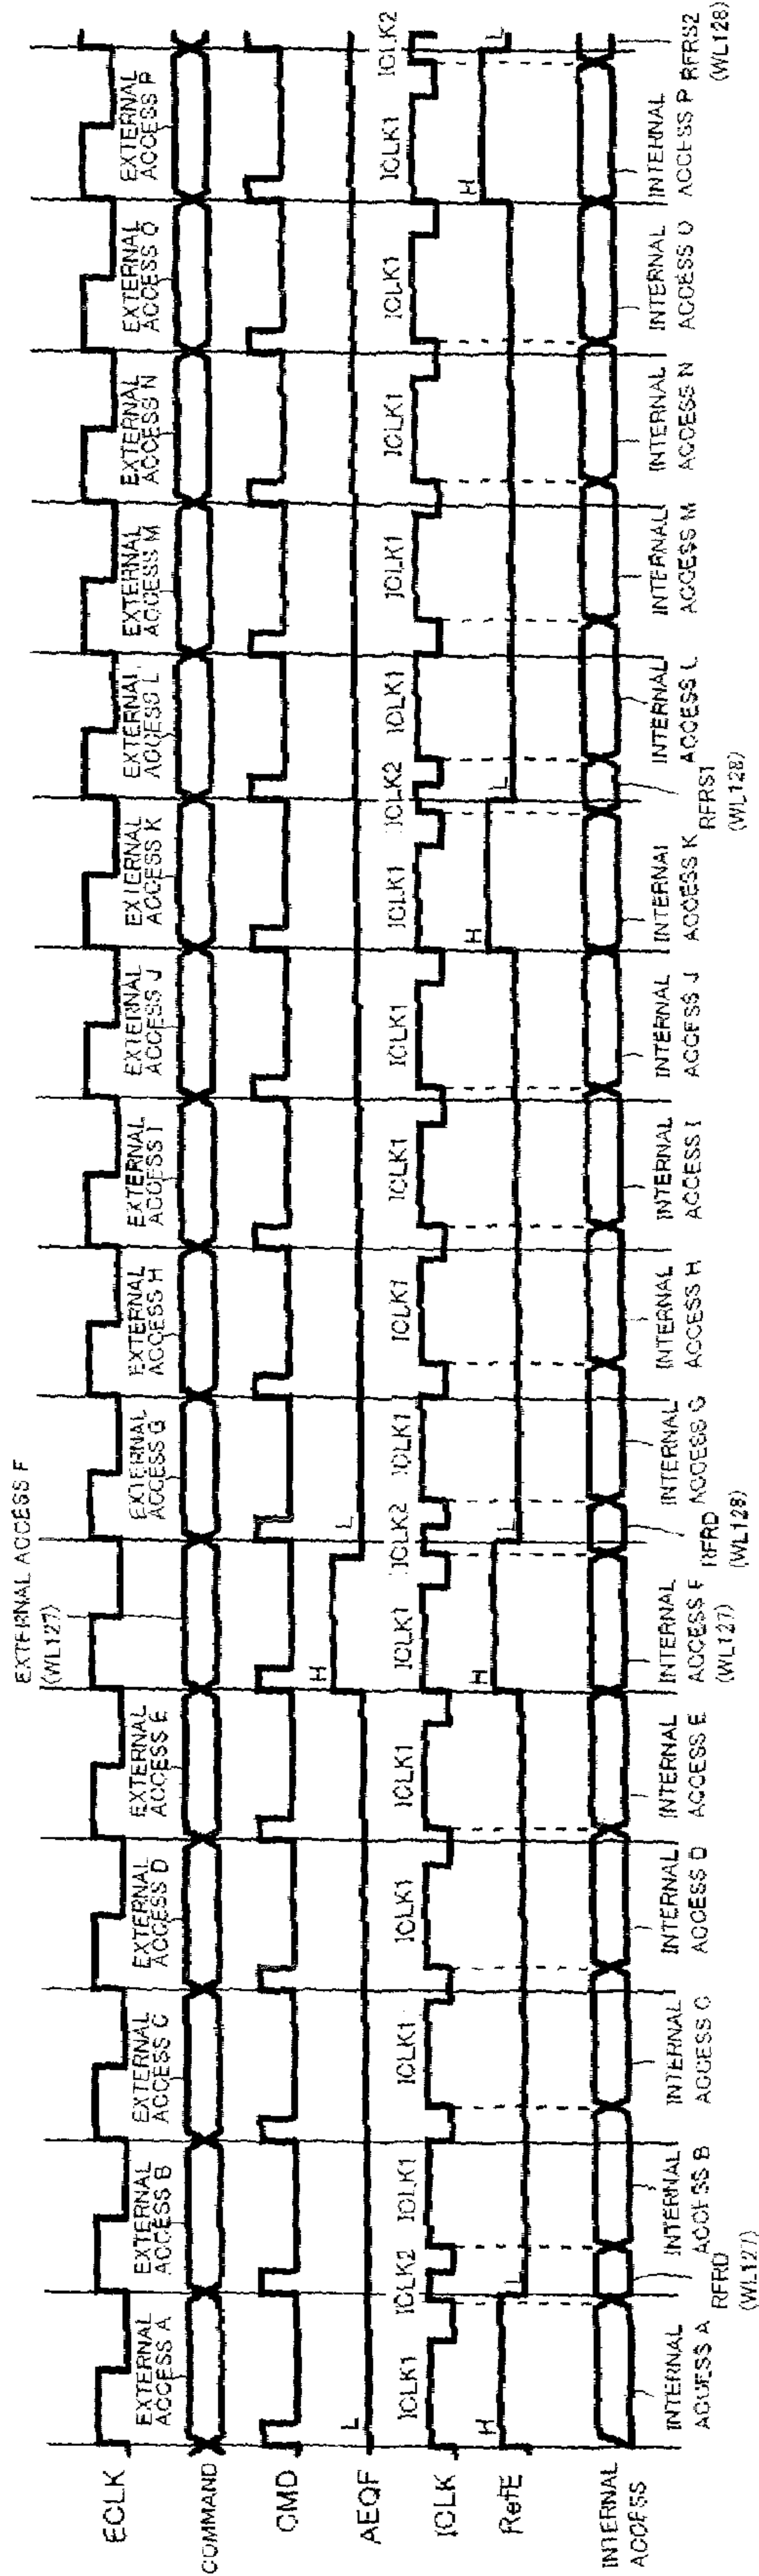 EXTERNAL ACCESS F
(WL127)
ECLK
EXTERNAL
ACCESS A
EXTERNAL
ACCESS B
EXTERNAL
ACCESS C
EXTERNAL
ACCESS D
EXTERNAL
ACCESS E
EXTERNAL
ACCESS G
EXTERNAL
ACCESS H
EXTERNAL
ACCESS I
EXTERNAL
ACCESS J
EXTERNAL
ACCESS K
EXTERNAL
ACCESS L
EXTERNAL
ACCESS M
EXTERNAL
ACCESS N
EXTERNAL
ACCESS O
EXTERNAL
ACCESS P
COMMAND
CMD
AEQF
L
H
L
ICLK
ICLK1
ICLK2
ICLK1
ICLK1
ICLK1
ICLK1
ICLK1
ICLK2
ICLK1
ICLK1
ICLK1
ICLK1
ICLK1
ICLK2
ICLK1
ICLK1
ICLK1
ICLK1
ICLK1
ICLK2
RefE
H
L
H
L
H
L
H
L
INTERNAL
ACCESS
INTERNAL
ACCESS A
RFRD
(WL127)
INTERNAL
ACCESS B
INTERNAL
ACCESS C
INTERNAL
ACCESS D
INTERNAL
ACCESS E
INTERNAL
ACCESS F
(WL127)
RFRD
(WL128)
INTERNAL
ACCESS G
INTERNAL
ACCESS H
INTERNAL
ACCESS I
INTERNAL
ACCESS J
INTERNAL
ACCESS K
RFRS1
(WL128)
INTERNAL
ACCESS L
INTERNAL
ACCESS M
INTERNAL
ACCESS N
INTERNAL
ACCESS O
INTERNAL
ACCESS P
RFRS2
(WL128)